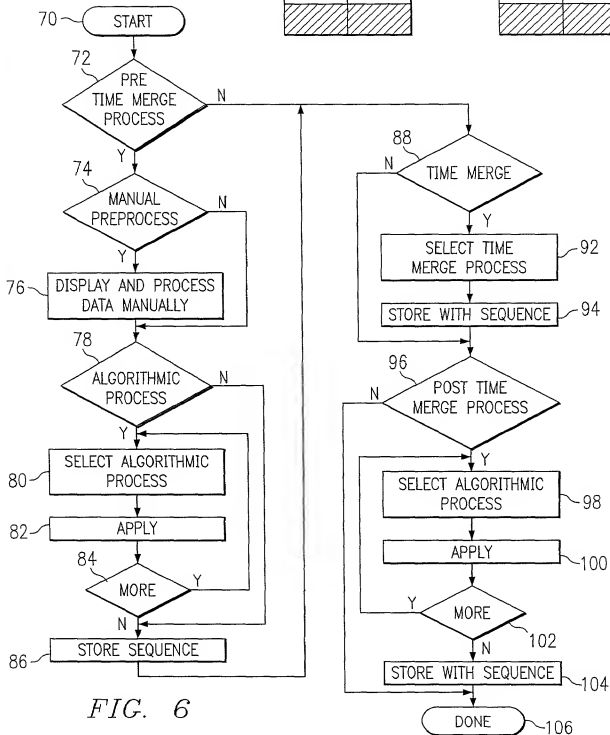 70
START
72
PRE
TIME MERGE
PROCESS
N
Y
74
MANUAL
PREPROCESS
N
Y
76
DISPLAY AND PROCESS
DATA MANUALLY
78
ALGORITHMIC
PROCESS
N
Y
80
SELECT ALGORITHMIC
PROCESS
82
APPLY
84
MORE
Y
N
86
STORE SEQUENCE
88
N
TIME MERGE
Y
SELECT TIME
MERGE PROCESS
92
STORE WITH SEQUENCE
94
96
N
POST TIME
MERGE PROCESS
Y
SELECT ALGORITHMIC
PROCESS
98
APPLY
100
Y
MORE
102
N
STORE WITH SEQUENCE
104
DONE
106
FIG. 6